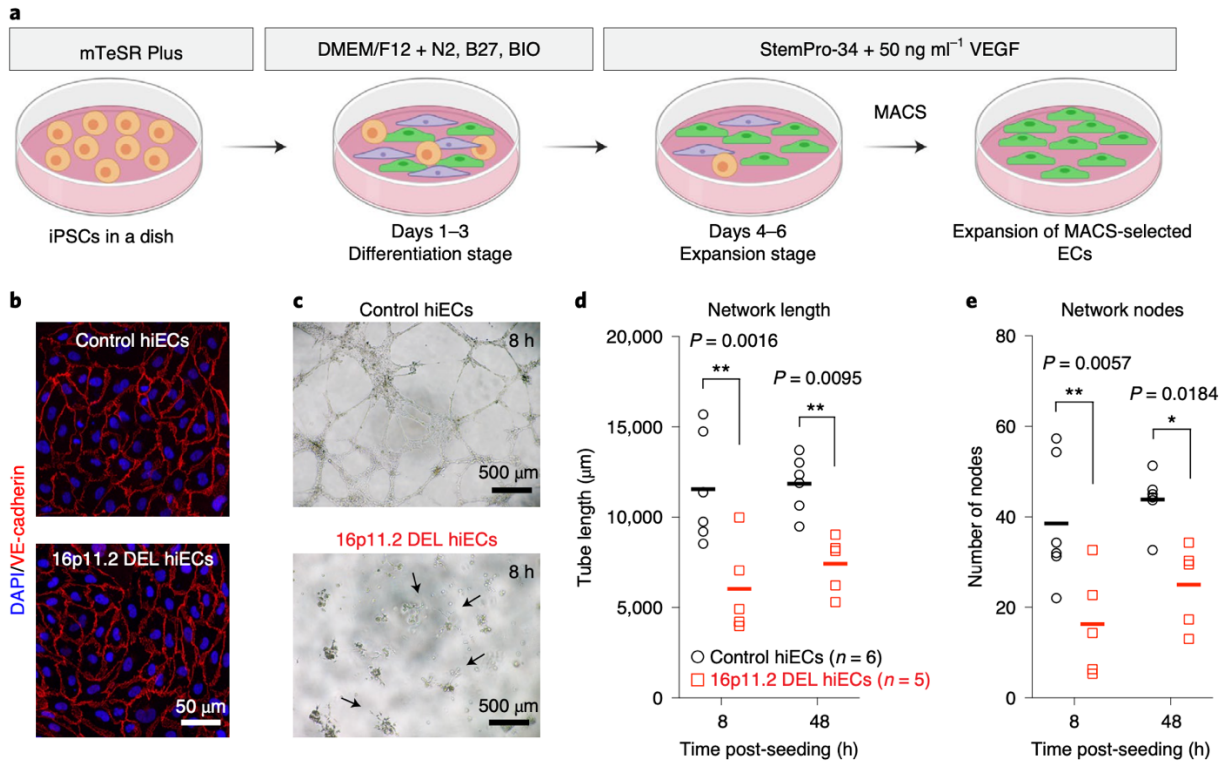 a
mTeSR Plus
DMEM/F12 + N2, B27, BIO
StemPro-34 + 50 ng ml⁻¹ VEGF
MACS
iPSCs in a dish
Days 1–3
Differentiation stage
Days 4–6
Expansion stage
Expansion of MACS-selected
ECs
b
Control hiECs
16p11.2 DEL hiECs
50 µm
DAPI/VE-cadherin
c
Control hiECs
8 h
500 µm
16p11.2 DEL hiECs
8 h
500 µm
d
Network length
20,000
15,000
10,000
5,000
0
Tube length (µm)
P = 0.0016
**
P = 0.0095
**
Control hiECs (n = 6)
16p11.2 DEL hiECs (n = 5)
8
48
Time post-seeding (h)
e
Network nodes
80
60
40
20
0
Number of nodes
P = 0.0057
**
P = 0.0184
*
8
48
Time post-seeding (h)